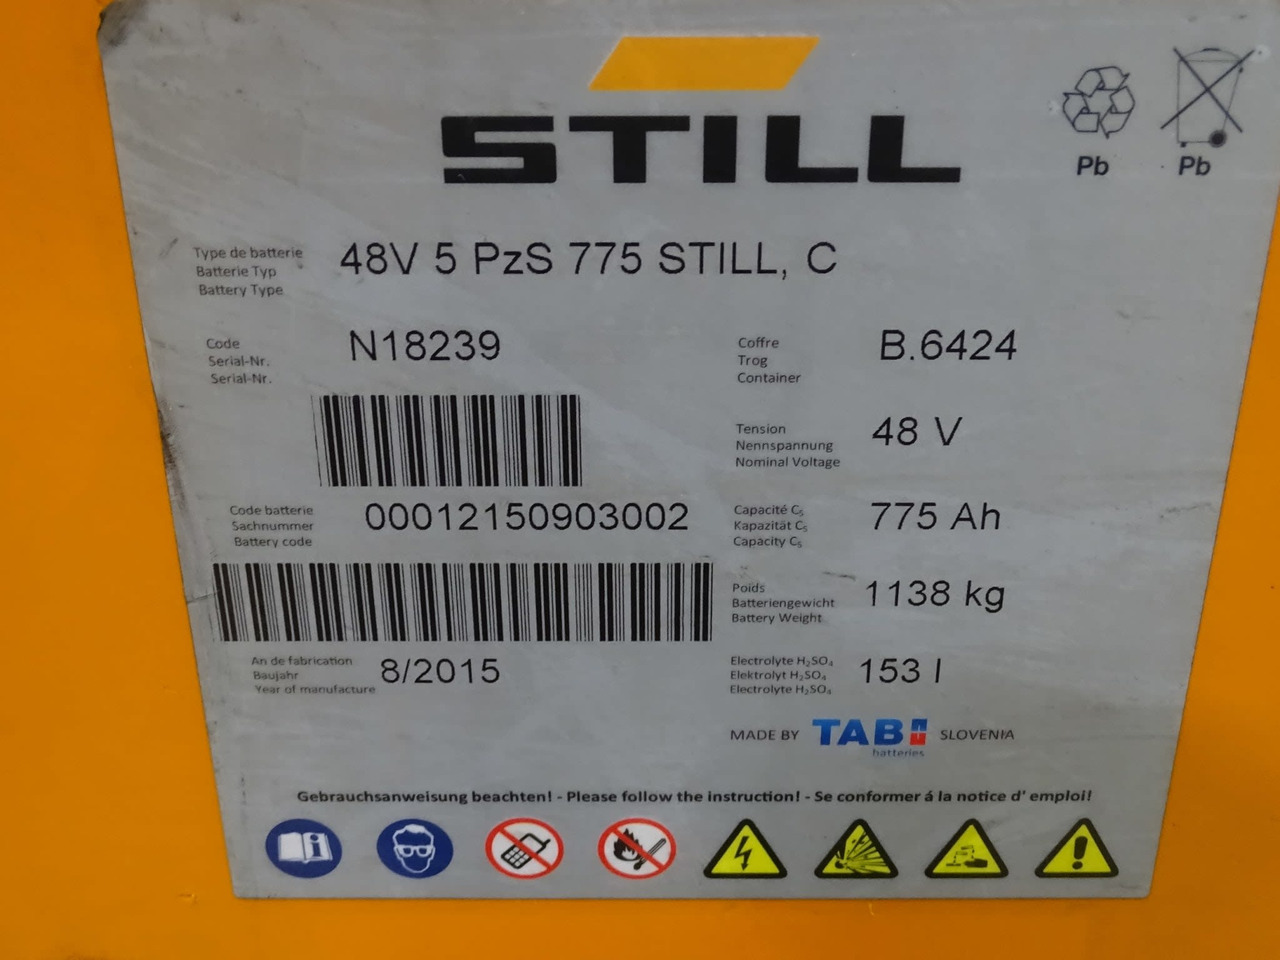 STILL
Pb Pb
Type de batterie
Batterie Typ
Battery Type
48V 5 PzS 775 STILL, C
Code
Serial-Nr.
Serial-Nr.
N18239
Coffre
Trog
Container
B.6424
Tension
Nennspannung
Nominal Voltage
48 V
Code batterie
Sachnummer
Battery code
00012150903002
Capacité C₅
Kapazität C₅
Capacity C₅
775 Ah
Poids
Batteriengewicht
Battery Weight
1138 kg
An de fabrication
Baujahr
Year of manufacture
8/2015
Electrolyte H₂SO₄
Elektrolyt H₂SO₄
Electrolyte H₂SO₄
153 l
MADE BY TAB batteries SLOVENIA
Gebrauchsanweisung beachten! - Please follow the instruction! - Se conformer á la notice d' emploi!